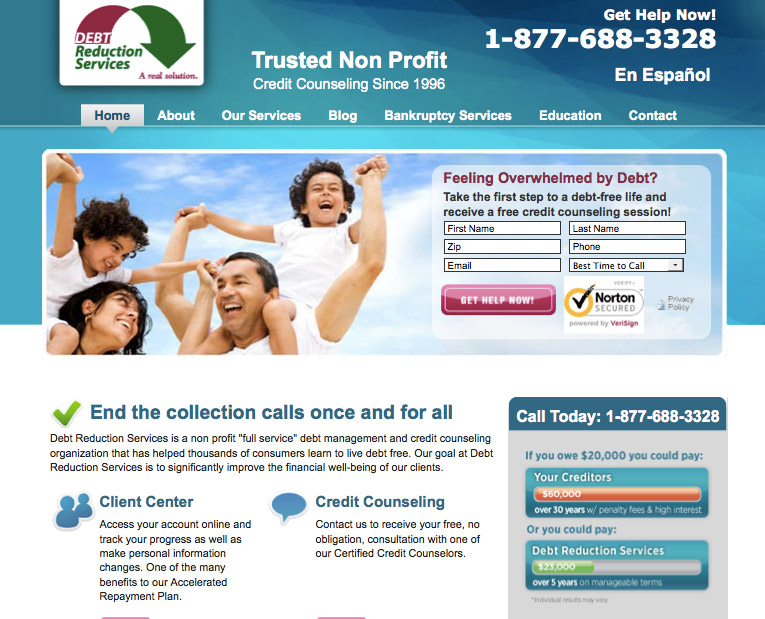 DEBT
Reduction
Services
A real solution.
Trusted Non Profit
Credit Counseling Since 1996
Get Help Now!
1-877-688-3328
En Español
Home About Our Services Blog Bankruptcy Services Education Contact
Feeling Overwhelmed by Debt?
Take the first step to a debt-free life and
receive a free credit counseling session!
First Name Last Name
Zip Phone
Email Best Time to Call
GET HELP NOW!
VERIFY
Norton
SECURED
powered by VeriSign
Privacy
Policy
End the collection calls once and for all
Debt Reduction Services is a non profit "full service" debt management and credit counseling
organization that has helped thousands of consumers learn to live debt free. Our goal at Debt
Reduction Services is to significantly improve the financial well-being of our clients.
Client Center
Access your account online and
track your progress as well as
make personal information
changes. One of the many
benefits to our Accelerated
Repayment Plan.
Credit Counseling
Contact us to receive your free, no
obligation, consultation with one of
our Certified Credit Counselors.
Call Today: 1-877-688-3328
If you owe $20,000 you could pay:
Your Creditors
$60,000
over 30 years w/ penalty fees & high interest
Or you could pay:
Debt Reduction Services
$23,000
over 5 years on manageable terms
*Individual results may vary